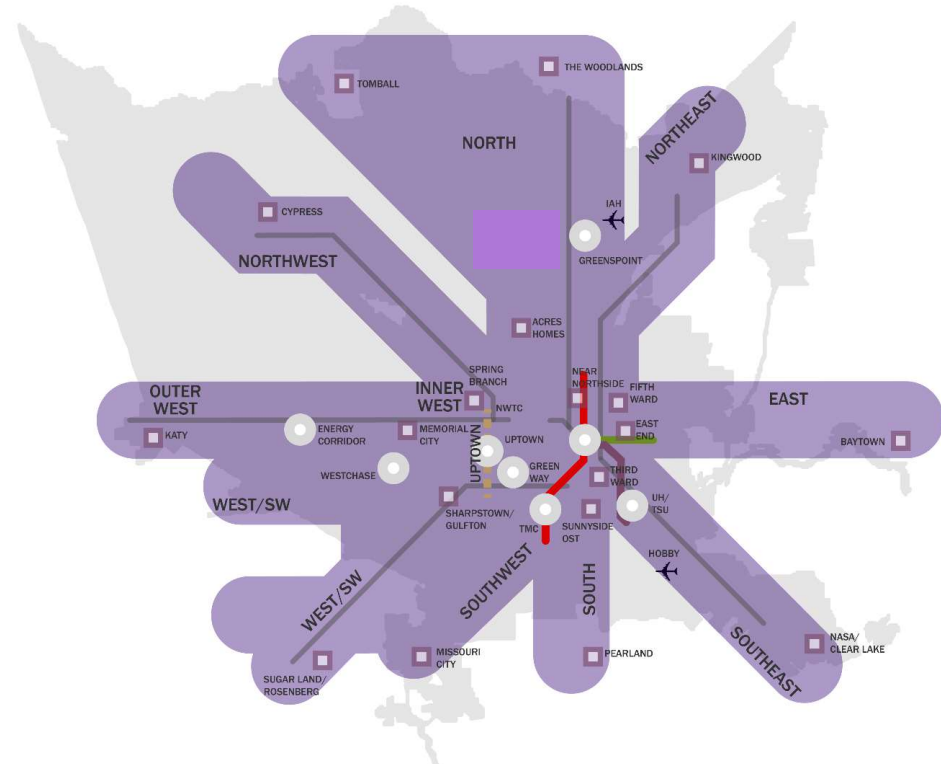 THE WOODLANDS
TOMBALL
NORTH
NORTHEAST
KINGWOOD
IAH
CYPRESS
GREENSPOINT
NORTHWEST
ACRES
HOMES
SPRING
BRANCH
NEAR
NORTHSIDE
OUTER
WEST
INNER
WEST
FIFTH
WARD
EAST
NWTC
KATY
ENERGY
CORRIDOR
MEMORIAL
CITY
UPTOWN
UPTOWN
EAST
END
BAYTOWN
WESTCHASE
GREEN
WAY
THIRD
WARD
WEST/SW
SHARPSTOWN/
GULFTON
TMC
SUNNYSIDE
OST
UH/
TSU
HOBBY
WEST/SW
SOUTHWEST
SOUTH
SOUTHEAST
NASA/
CLEAR LAKE
MISSOURI
CITY
PEARLAND
SUGAR LAND/
ROSENBERG